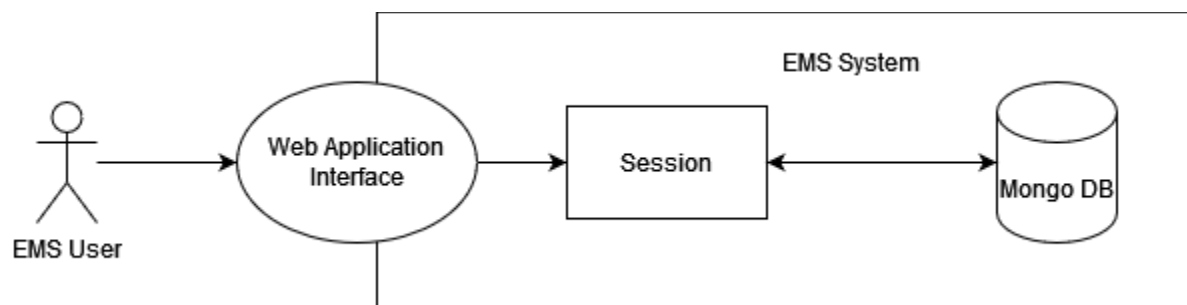 EMS System
Web Application
Interface
Session
Mongo DB
EMS User